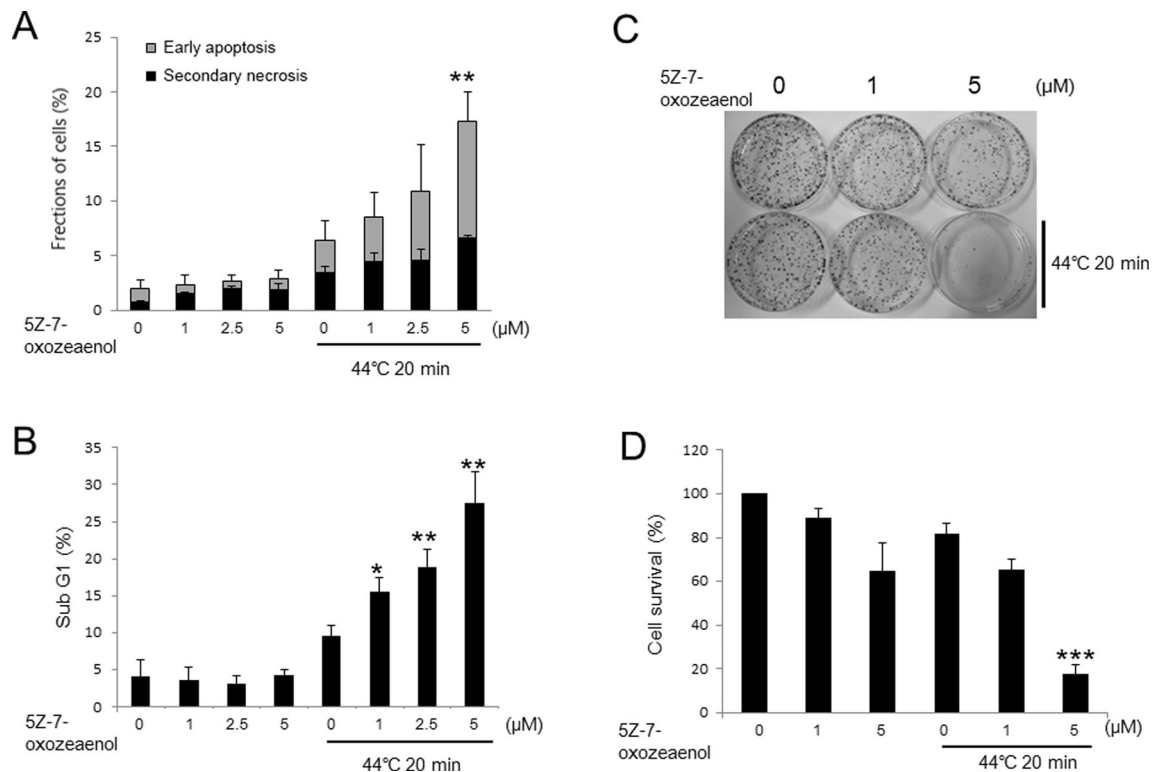 A
25
20
15
10
5
0
Frections of cells (%)
Early apoptosis
Secondary necrosis
**
5Z-7-
oxozeaenol
0 1 2.5 5 0 1 2.5 5 (μM)
44℃ 20 min
B
35
30
25
20
15
10
5
0
Sub G1 (%)
* ** **
5Z-7-
oxozeaenol
0 1 2.5 5 0 1 2.5 5 (μM)
44℃ 20 min
C
5Z-7-
oxozeaenol
0 1 5 (μM)
44℃ 20 min
D
120
100
80
60
40
20
0
Cell survival (%)
***
5Z-7-
oxozeaenol
0 1 5 0 1 5 (μM)
44℃ 20 min